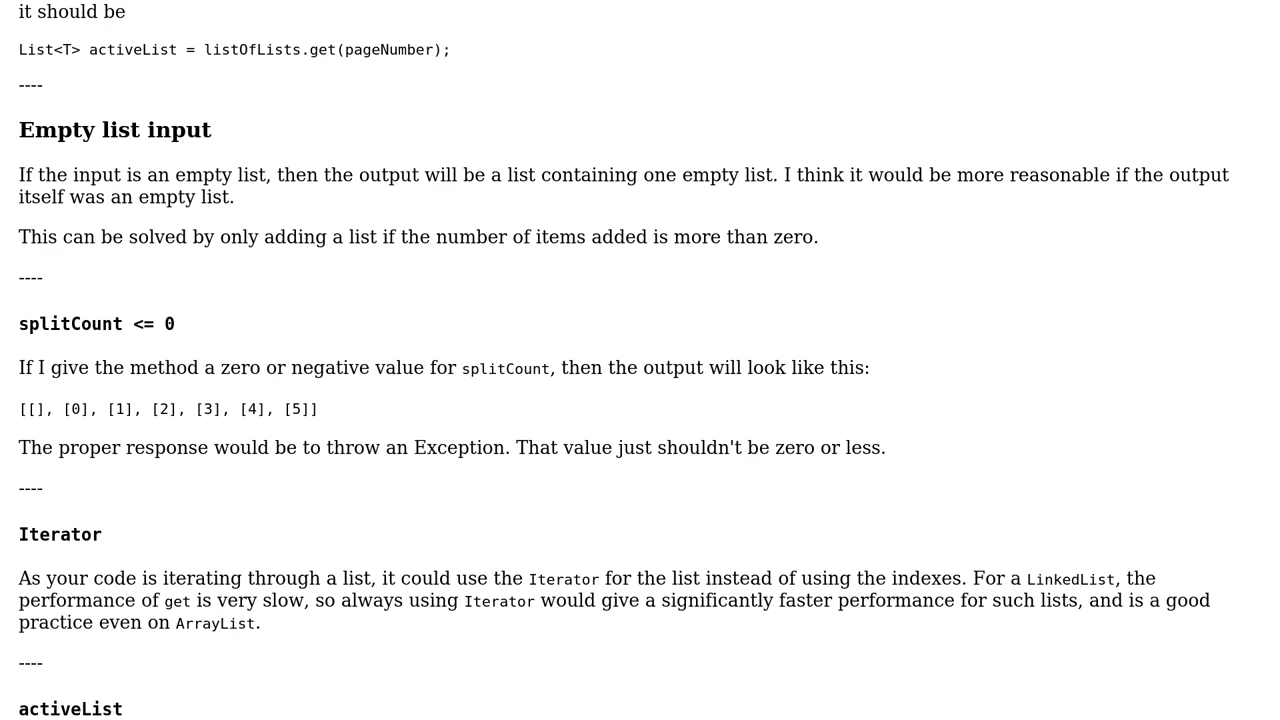 it should be
List<T> activeList = listOfLists.get(pageNumber);
----
Empty list input
If the input is an empty list, then the output will be a list containing one empty list. I think it would be more reasonable if the output
itself was an empty list.
This can be solved by only adding a list if the number of items added is more than zero.
----
splitCount <= 0
If I give the method a zero or negative value for splitCount, then the output will look like this:
[[], [0], [1], [2], [3], [4], [5]]
The proper response would be to throw an Exception. That value just shouldn't be zero or less.
----
Iterator
As your code is iterating through a list, it could use the Iterator for the list instead of using the indexes. For a LinkedList, the
performance of get is very slow, so always using Iterator would give a significantly faster performance for such lists, and is a good
practice even on ArrayList.
----
activeList